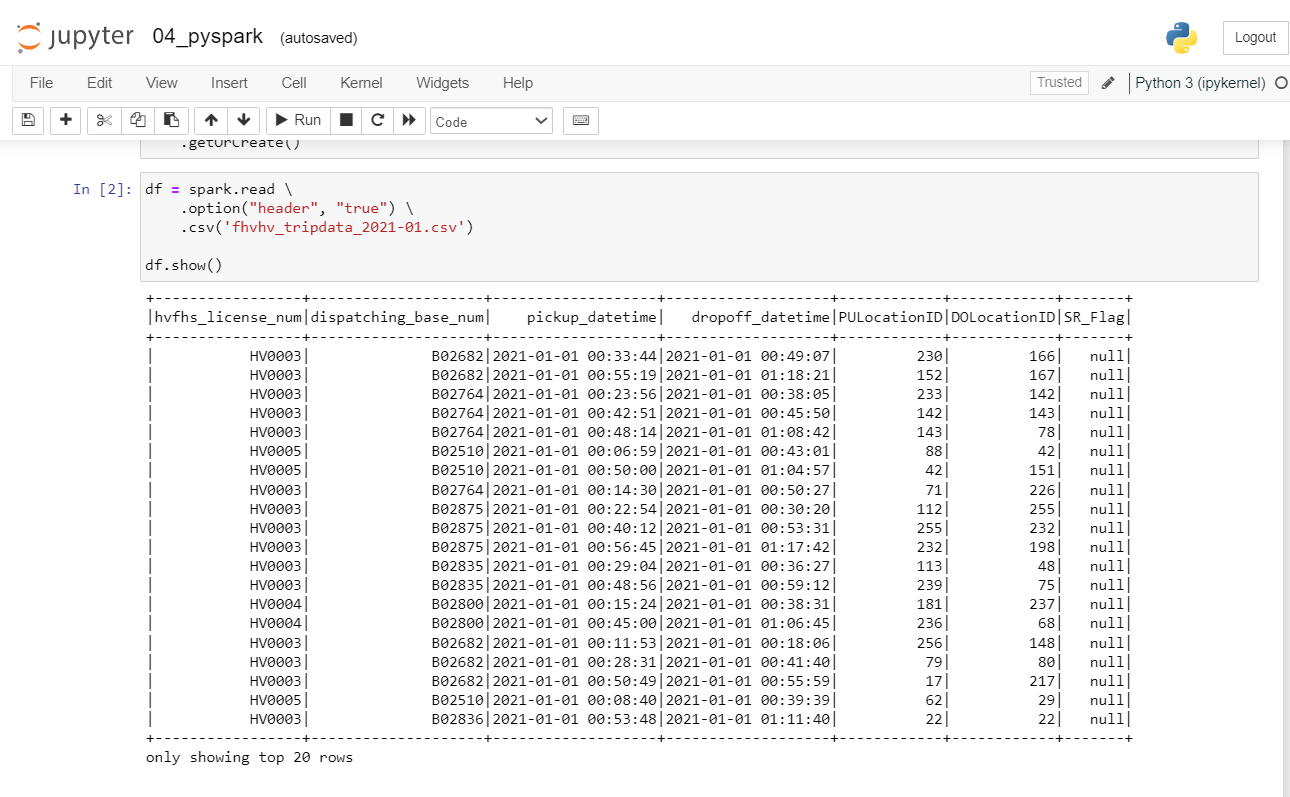 jupyter 04_pyspark (autosaved) Logout
File Edit View Insert Cell Kernel Widgets Help Trusted Python 3 (ipykernel)
Run Code
.getOrCreate()
In [2]: df = spark.read \
.option("header", "true") \
.csv('fhvhv_tripdata_2021-01.csv')
df.show()
+-----------------+--------------------+-------------------+-------------------+------------+------------+-------+
|hvfhs_license_num|dispatching_base_num|    pickup_datetime|   dropoff_datetime|PULocationID|DOLocationID|SR_Flag|
+-----------------+--------------------+-------------------+-------------------+------------+------------+-------+
|           HV0003|              B02682|2021-01-01 00:33:44|2021-01-01 00:49:07|         230|         166|   null|
|           HV0003|              B02682|2021-01-01 00:55:19|2021-01-01 01:18:21|         152|         167|   null|
|           HV0003|              B02764|2021-01-01 00:23:56|2021-01-01 00:38:05|         233|         142|   null|
|           HV0003|              B02764|2021-01-01 00:42:51|2021-01-01 00:45:50|         142|         143|   null|
|           HV0003|              B02764|2021-01-01 00:48:14|2021-01-01 01:08:42|         143|          78|   null|
|           HV0005|              B02510|2021-01-01 00:06:59|2021-01-01 00:43:01|          88|          42|   null|
|           HV0005|              B02510|2021-01-01 00:50:00|2021-01-01 01:04:57|          42|         151|   null|
|           HV0003|              B02764|2021-01-01 00:14:30|2021-01-01 00:50:27|          71|         226|   null|
|           HV0003|              B02875|2021-01-01 00:22:54|2021-01-01 00:30:20|         112|         255|   null|
|           HV0003|              B02875|2021-01-01 00:40:12|2021-01-01 00:53:31|         255|         232|   null|
|           HV0003|              B02875|2021-01-01 00:56:45|2021-01-01 01:17:42|         232|         198|   null|
|           HV0003|              B02835|2021-01-01 00:29:04|2021-01-01 00:36:27|         113|          48|   null|
|           HV0003|              B02835|2021-01-01 00:48:56|2021-01-01 00:59:12|         239|          75|   null|
|           HV0004|              B02800|2021-01-01 00:15:24|2021-01-01 00:38:31|         181|         237|   null|
|           HV0004|              B02800|2021-01-01 00:45:00|2021-01-01 01:06:45|         236|          68|   null|
|           HV0003|              B02682|2021-01-01 00:11:53|2021-01-01 00:18:06|         256|         148|   null|
|           HV0003|              B02682|2021-01-01 00:28:31|2021-01-01 00:41:40|          79|          80|   null|
|           HV0003|              B02682|2021-01-01 00:50:49|2021-01-01 00:55:59|          17|         217|   null|
|           HV0005|              B02510|2021-01-01 00:08:40|2021-01-01 00:39:39|          62|          29|   null|
|           HV0003|              B02836|2021-01-01 00:53:48|2021-01-01 01:11:40|          22|          22|   null|
+-----------------+--------------------+-------------------+-------------------+------------+------------+-------+
only showing top 20 rows